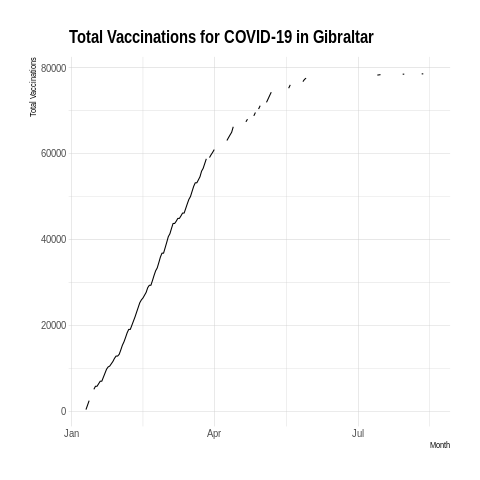 Total Vaccinations for COVID-19 in Gibraltar
Total Vaccinations
80000
60000
40000
20000
0
Jan Apr Jul
Month